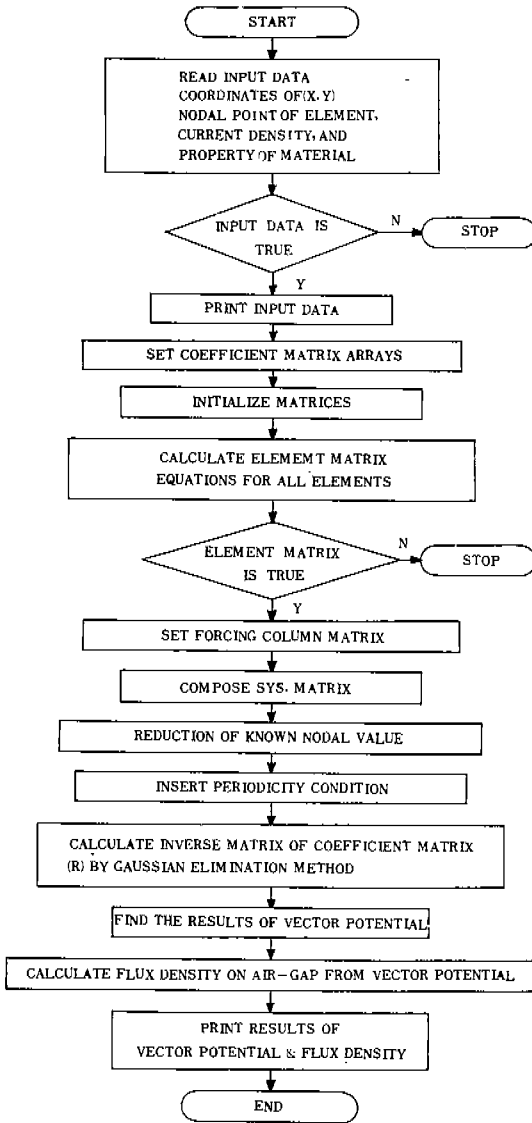 START
READ INPUT DATA
COORDINATES OF(X, Y)
NODAL POINT OF ELEMENT,
CURRENT DENSITY, AND
PROPERTY OF MATERIAL
INPUT DATA IS
TRUE
N
STOP
Y
PRINT INPUT DATA
SET COEFFICIENT MATRIX ARRAYS
INITIALIZE MATRICES
CALCULATE ELEMEMT MATRIX
EQUATIONS FOR ALL ELEMENTS
ELEMENT MATRIX
IS TRUE
N
STOP
Y
SET FORCING COLUMN MATRIX
COMPOSE SYS. MATRIX
REDUCTION OF KNOWN NODAL VALUE
INSERT PERIODICITY CONDITION
CALCULATE INVERSE MATRIX OF COEFFICIENT MATRIX
(R) BY GAUSSIAN ELIMINATION METHOD
FIND THE RESULTS OF VECTOR POTENTIAL
CALCULATE FLUX DENSITY ON AIR-GAP FROM VECTOR POTENTIAL
PRINT RESULTS OF
VECTOR POTENTIAL & FLUX DENSITY
END